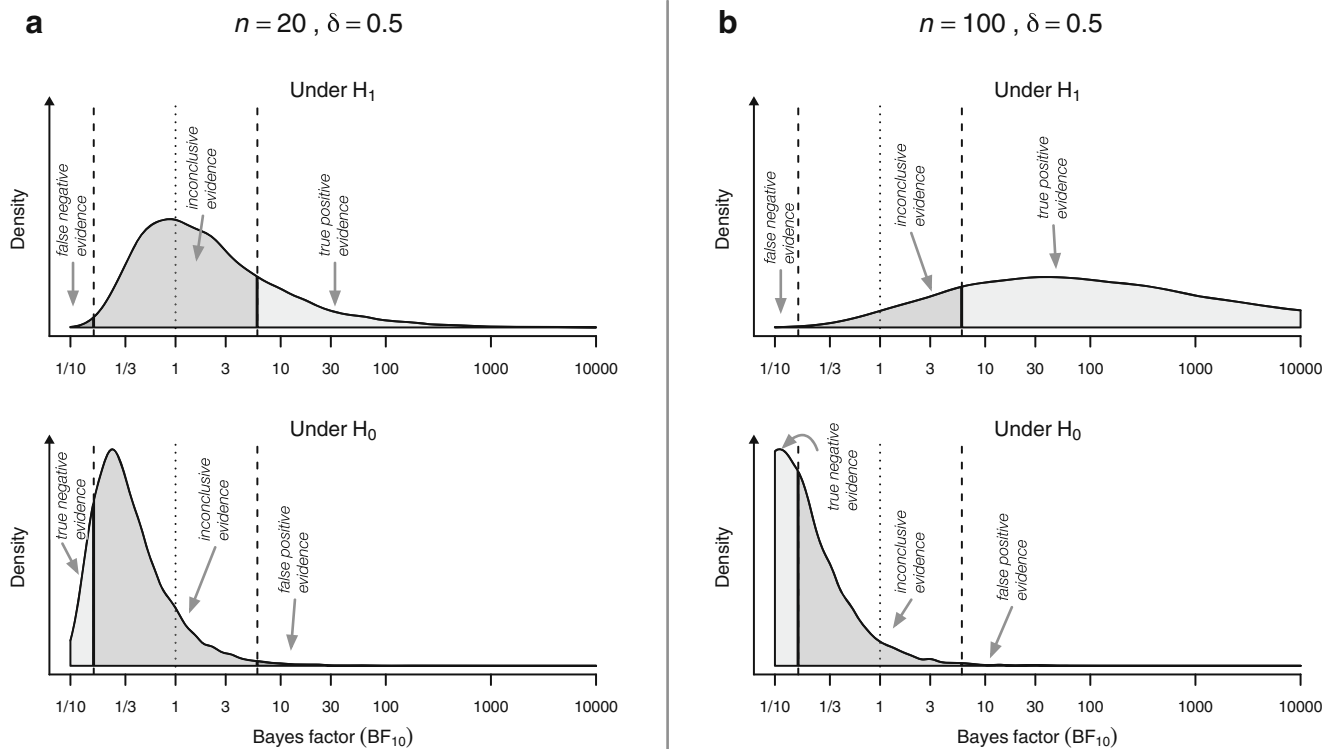 a
n = 20 , δ = 0.5
Under H1
Density
false negative
evidence
inconclusive
evidence
true positive
evidence
1/10 1/3 1 3 10 30 100 1000 10000
Under H0
Density
true negative
evidence
inconclusive
evidence
false positive
evidence
1/10 1/3 1 3 10 30 100 1000 10000
Bayes factor (BF10)
b
n = 100 , δ = 0.5
Under H1
Density
false negative
evidence
inconclusive
evidence
true positive
evidence
1/10 1/3 1 3 10 30 100 1000 10000
Under H0
Density
true negative
evidence
inconclusive
evidence
false positive
evidence
1/10 1/3 1 3 10 30 100 1000 10000
Bayes factor (BF10)